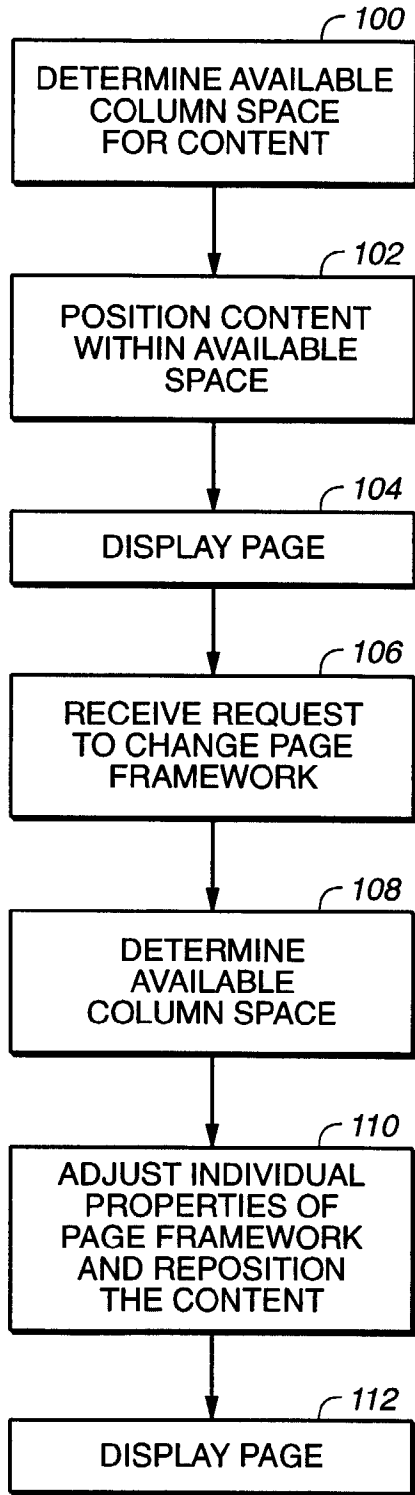 100
DETERMINE AVAILABLE
COLUMN SPACE
FOR CONTENT
102
POSITION CONTENT
WITHIN AVAILABLE
SPACE
104
DISPLAY PAGE
106
RECEIVE REQUEST
TO CHANGE PAGE
FRAMEWORK
108
DETERMINE
AVAILABLE
COLUMN SPACE
110
ADJUST INDIVIDUAL
PROPERTIES OF
PAGE FRAMEWORK
AND REPOSITION
THE CONTENT
112
DISPLAY PAGE